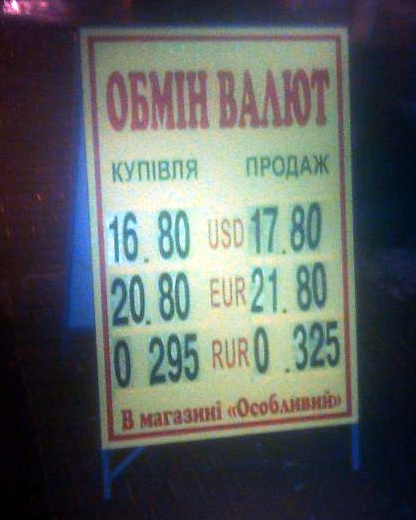 ОБМІН ВАЛЮТ
КУПІВЛЯ ПРОДАЖ
16.80 USD 17.80
20.80 EUR 21.80
0 295 RUR 0.325
В магазині «Особливий»